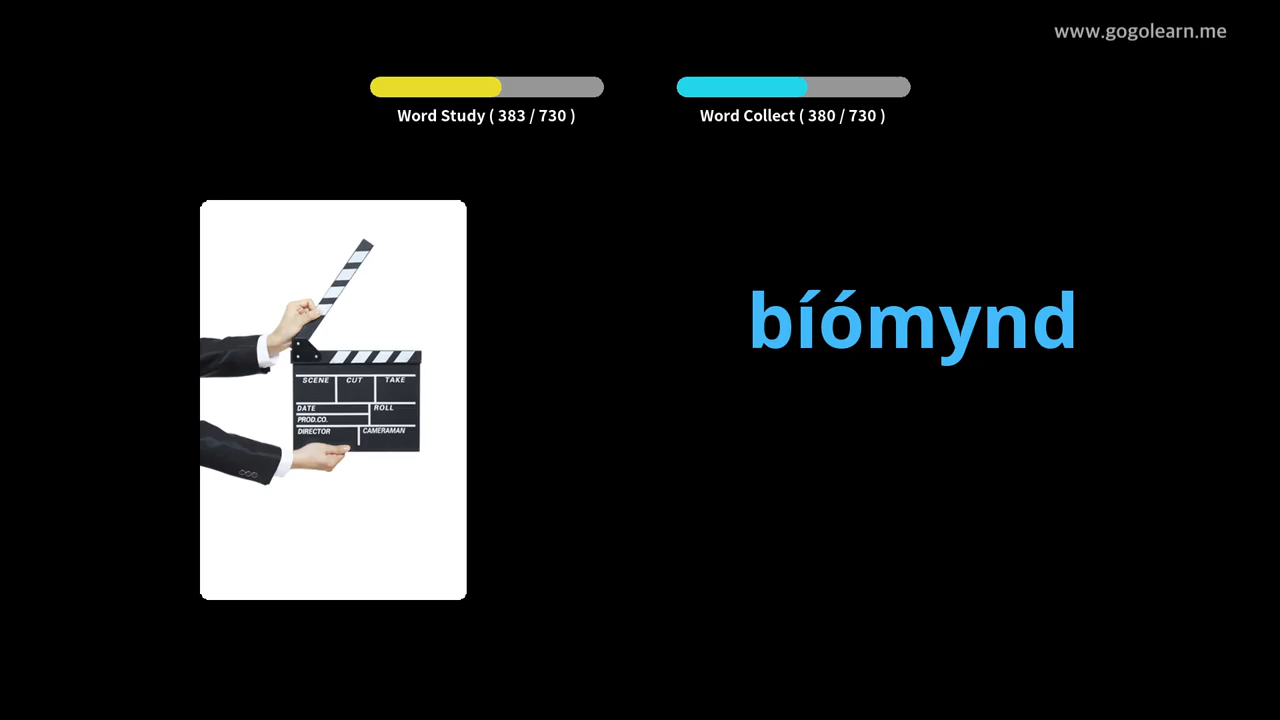 www.gogolearn.me
Word Study ( 383 / 730 )
Word Collect ( 380 / 730 )
bíómynd
SCENE CUT TAKE
DATE ROLL
PROD.CO.
DIRECTOR CAMERAMAN